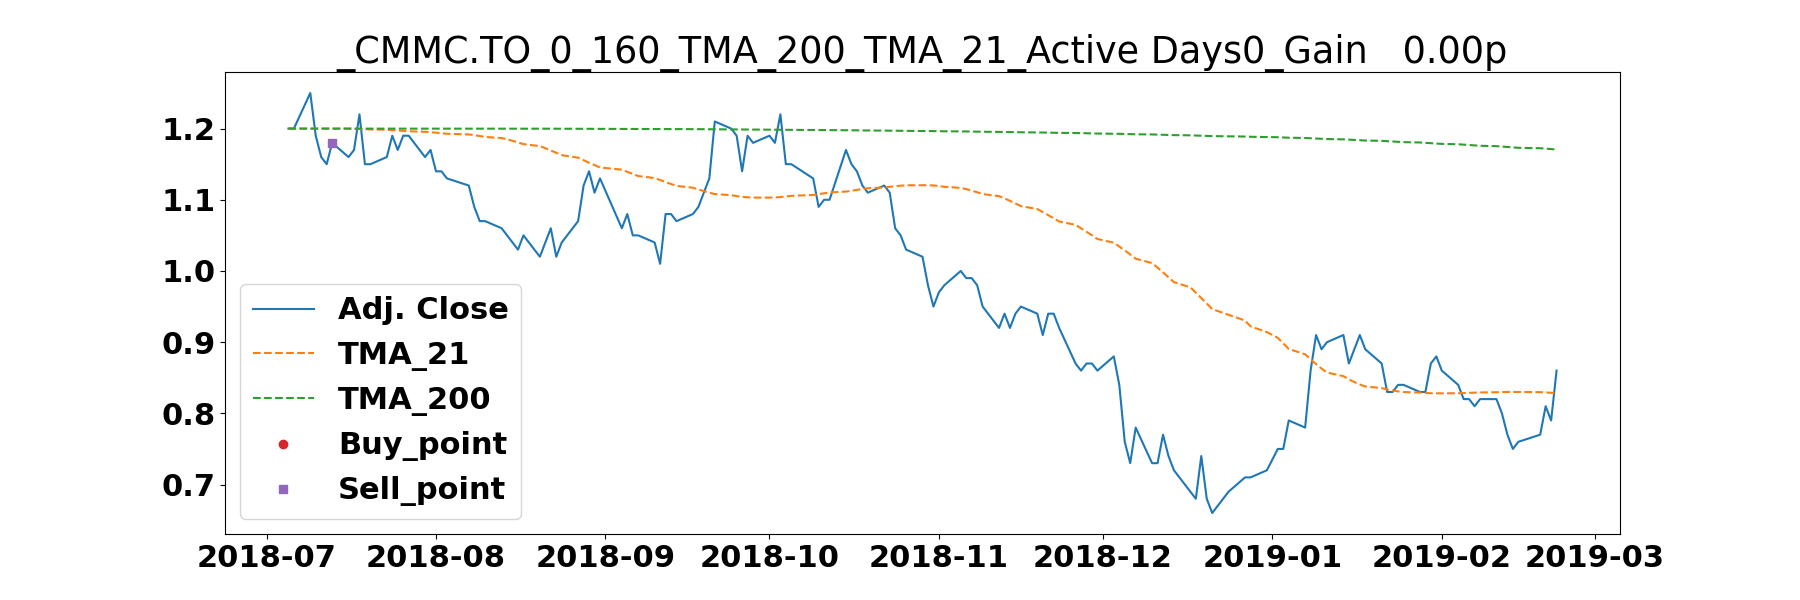 _CMMC.TO_0_160_TMA_200_TMA_21_Active Days0_Gain   0.00p
1.2
1.1
1.0
0.9
0.8
0.7
Adj. Close
TMA_21
TMA_200
Buy_point
Sell_point
2018-07 2018-08 2018-09 2018-10 2018-11 2018-12 2019-01 2019-02 2019-03